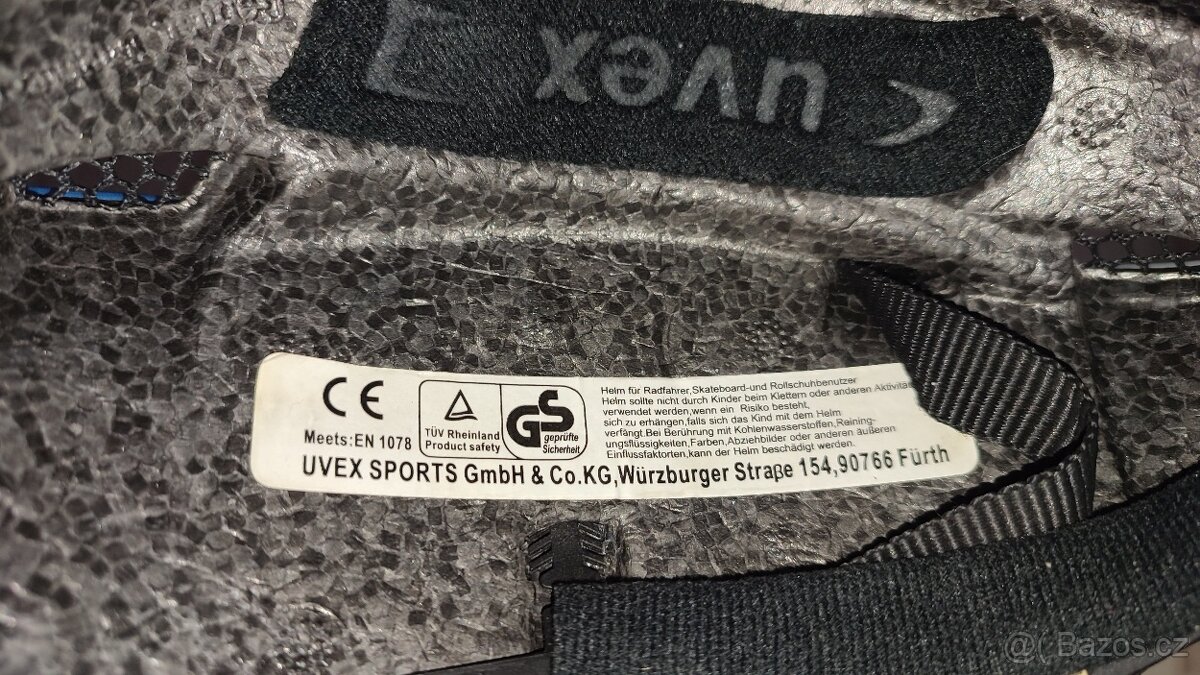 uvex
CE
Meets:EN 1078
TÜV Rheinland
Product safety
GS
geprüfte
Sicherheit
Helm für Radfahrer,Skateboard-und Rollschuhbenutzer
Helm sollte nicht durch Kinder beim Klettern oder anderen
verwendet werden,wenn ein Risiko besteht,
sich zu erhängen,falls sich das Kind mit dem Helm
verfängt.Bei Berührung mit Kohlenwasserstoffen,Reinig-
ungsflüssigkeiten,Farben,Abziehbilder oder anderen äußeren
Einflussfaktorten,kann der Helm beschädigt werden.
UVEX SPORTS GmbH & Co.KG,Würzburger Straße 154,90766 Fürth
@( Bazos.cz